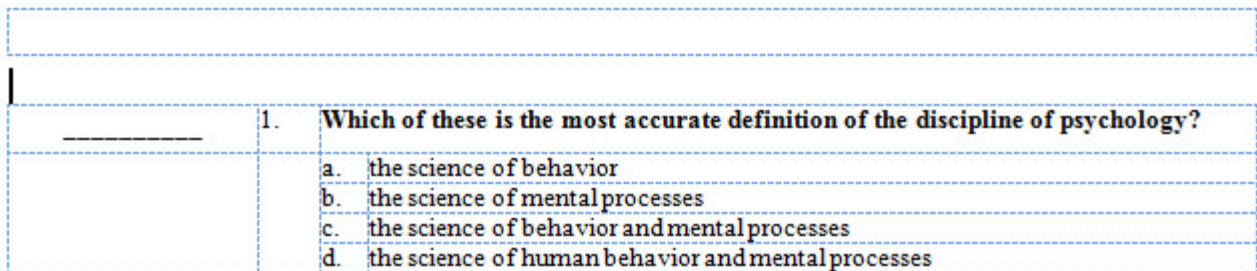 __________ 1. Which of these is the most accurate definition of the discipline of psychology?
a. the science of behavior
b. the science of mental processes
c. the science of behavior and mental processes
d. the science of human behavior and mental processes